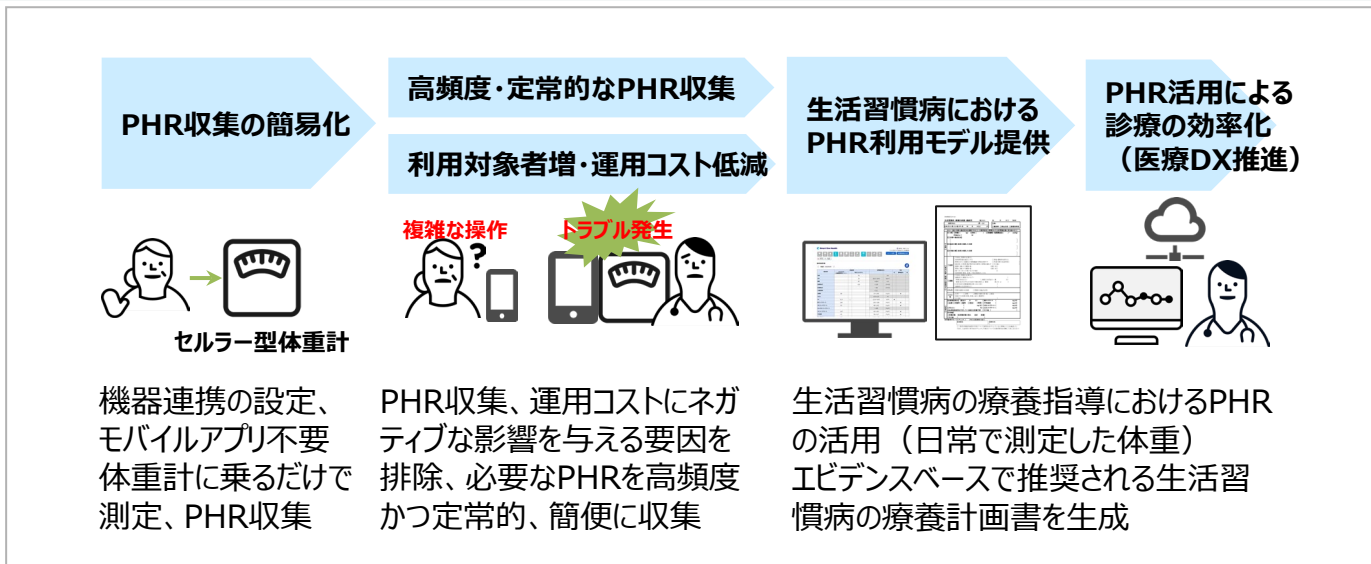 PHR収集の簡易化
高頻度・定常的なPHR収集
利用対象者増・運用コスト低減
生活習慣病における
PHR利用モデル提供
PHR活用による
診療の効率化
（医療DX推進）
セルラー型体重計
複雑な操作
?
トラブル発生
機器連携の設定、
モバイルアプリ不要
体重計に乗るだけで
測定、PHR収集
PHR収集、運用コストにネガ
ティブな影響を与える要因を
排除、必要なPHRを高頻度
かつ定常的、簡便に収集
生活習慣病の療養指導におけるPHR
の活用（日常で測定した体重）
エビデンスベースで推奨される生活習
慣病の療養計画書を生成